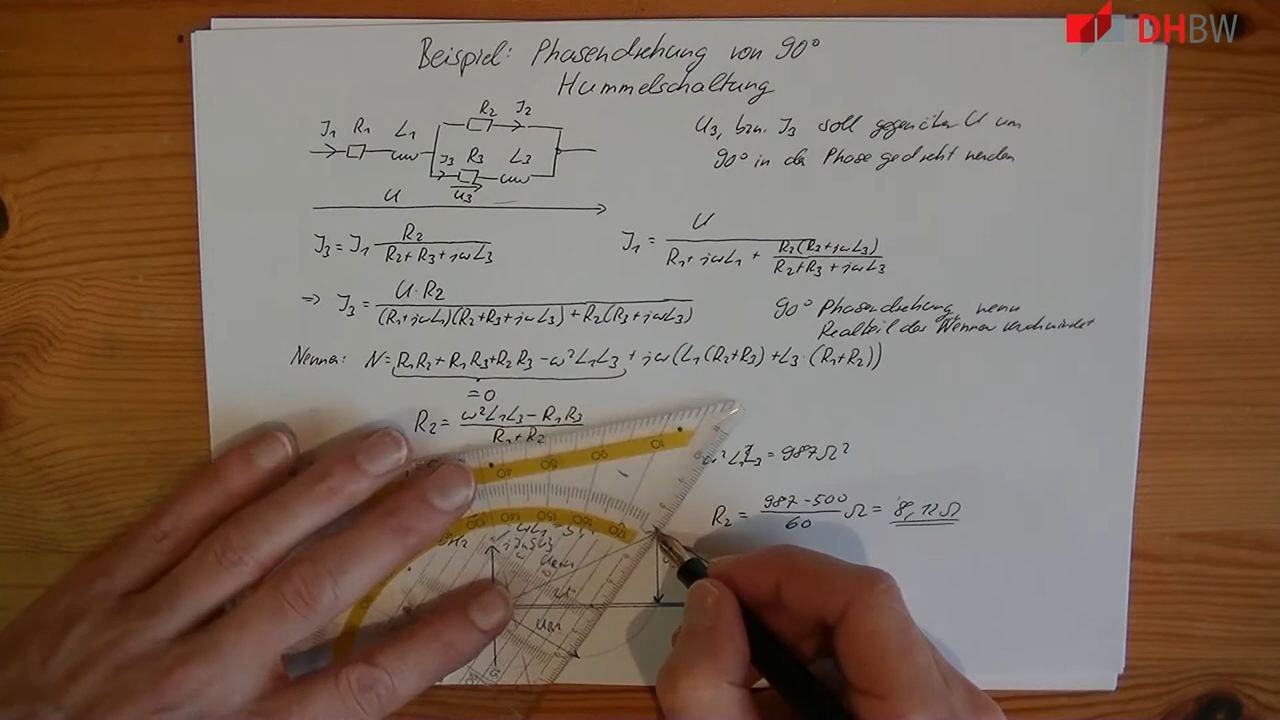 DHBW
Beispiel: Phasendrehung von 90°
Hummelschaltung
I1 R1 L1 R2 I2
I3 R3 L3
U3
U
U3, bzw. I3 soll gegenüber U um
90° in der Phase gedreht werden
I3 = I1 R2 / (R2 + R3 + jωL3)
I1 = U / (R1 + jωL1 + R2(R3 + jωL3) / (R2 + R3 + jωL3))
=> I3 = U · R2 / ((R1 + jωL1)(R2 + R3 + jωL3) + R2(R3 + jωL3))
90° Phasendrehung, wenn
Realteil des Nenners verschwindet
Nenner: N = R1R2 + R1R3 + R2R3 - ω²L1L3 + jω(L1(R2+R3) + L3·(R1+R2))
= 0
R2 = (ω²L1L3 - R1R3) / (R1 + R2)
ω²L1L3 = 987Ω²
R2 = (987 - 500) / 60 Ω = 8,12Ω